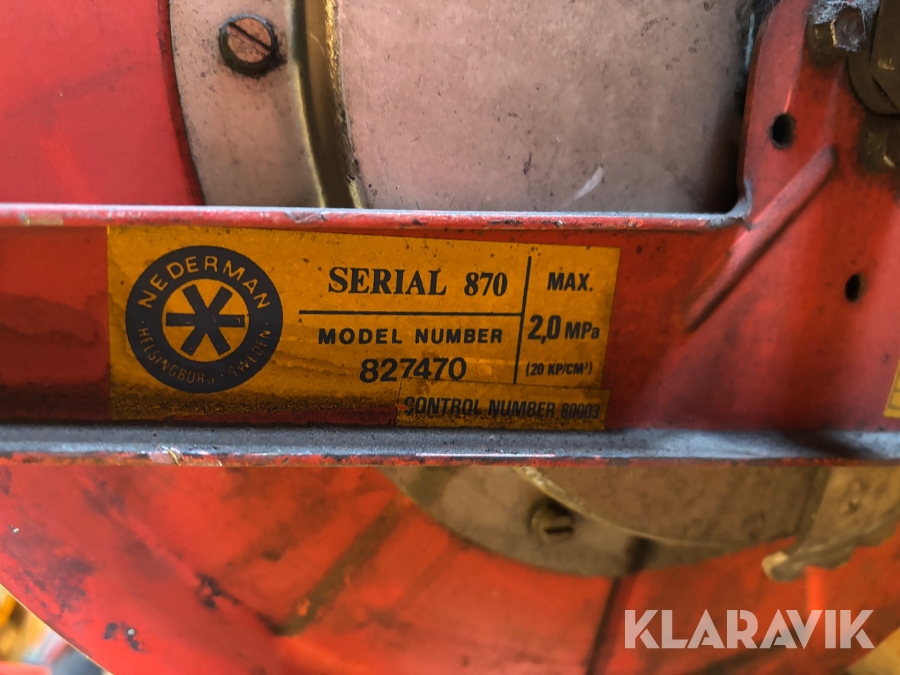 NEDERMAN
HELSINGBORG SWEDEN
SERIAL 870
MODEL NUMBER
827470
MAX.
2,0 MPa
(20 KP/CM²)
CONTROL NUMBER 80003
KLARAVIK